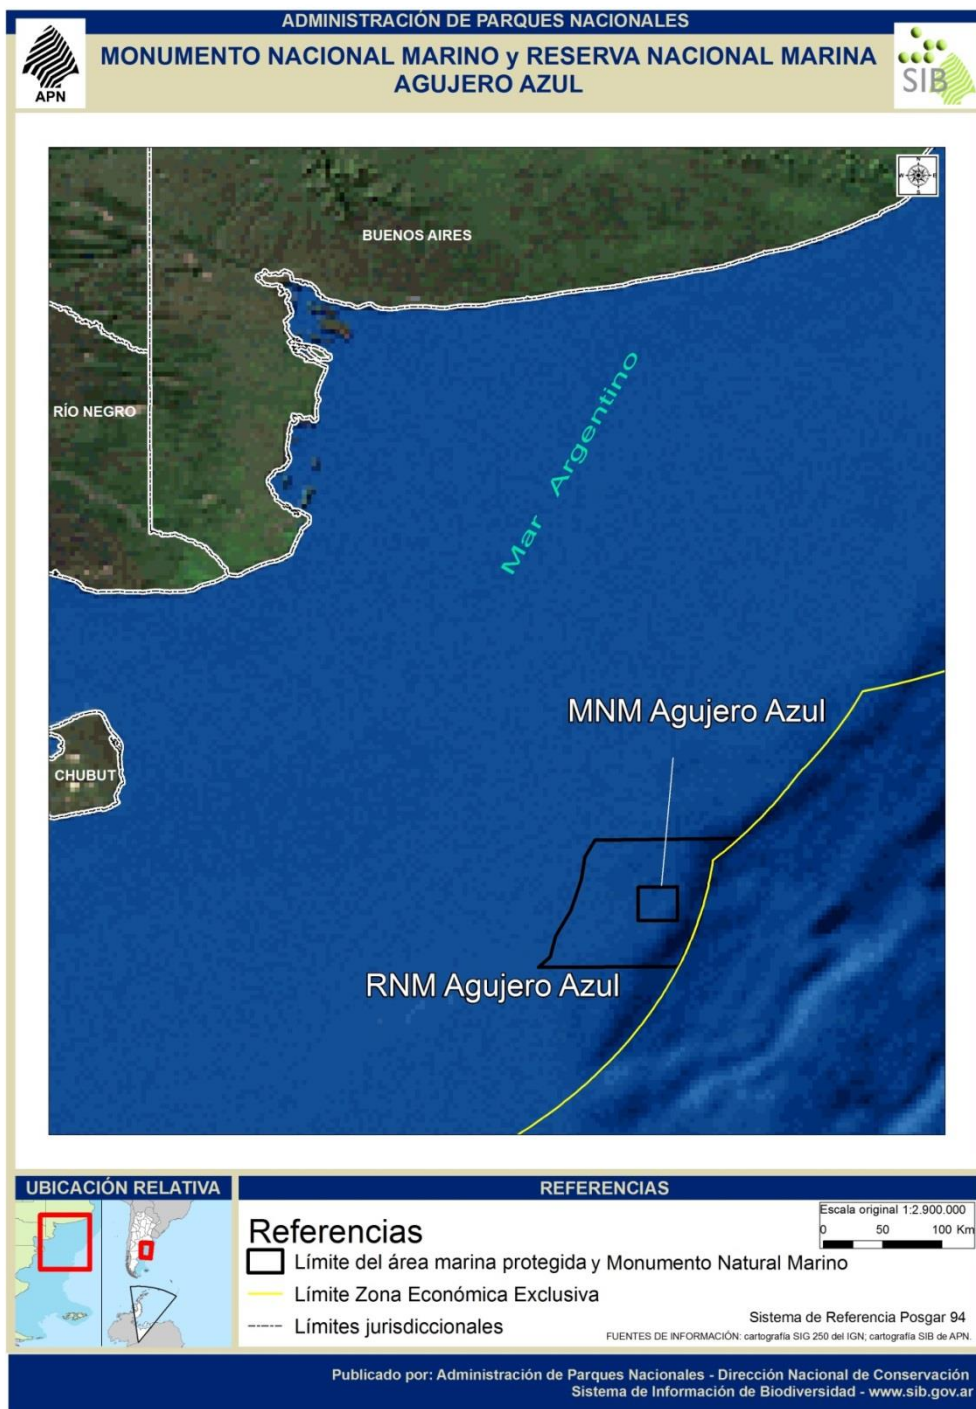 ADMINISTRACIÓN DE PARQUES NACIONALES
APN
MONUMENTO NACIONAL MARINO y RESERVA NACIONAL MARINA
AGUJERO AZUL
SIB
N
W E
S
BUENOS AIRES
RÍO NEGRO
Mar Argentino
MNM Agujero Azul
CHUBUT
RNM Agujero Azul
UBICACIÓN RELATIVA
REFERENCIAS
Referencias
Límite del área marina protegida y Monumento Natural Marino
Límite Zona Económica Exclusiva
Límites jurisdiccionales
Escala original 1:2.900.000
0 50 100 Km
Sistema de Referencia Posgar 94
FUENTES DE INFORMACIÓN: cartografía SIG 250 del IGN; cartografía SIB de APN.
Publicado por: Administración de Parques Nacionales - Dirección Nacional de Conservación
Sistema de Información de Biodiversidad - www.sib.gov.ar